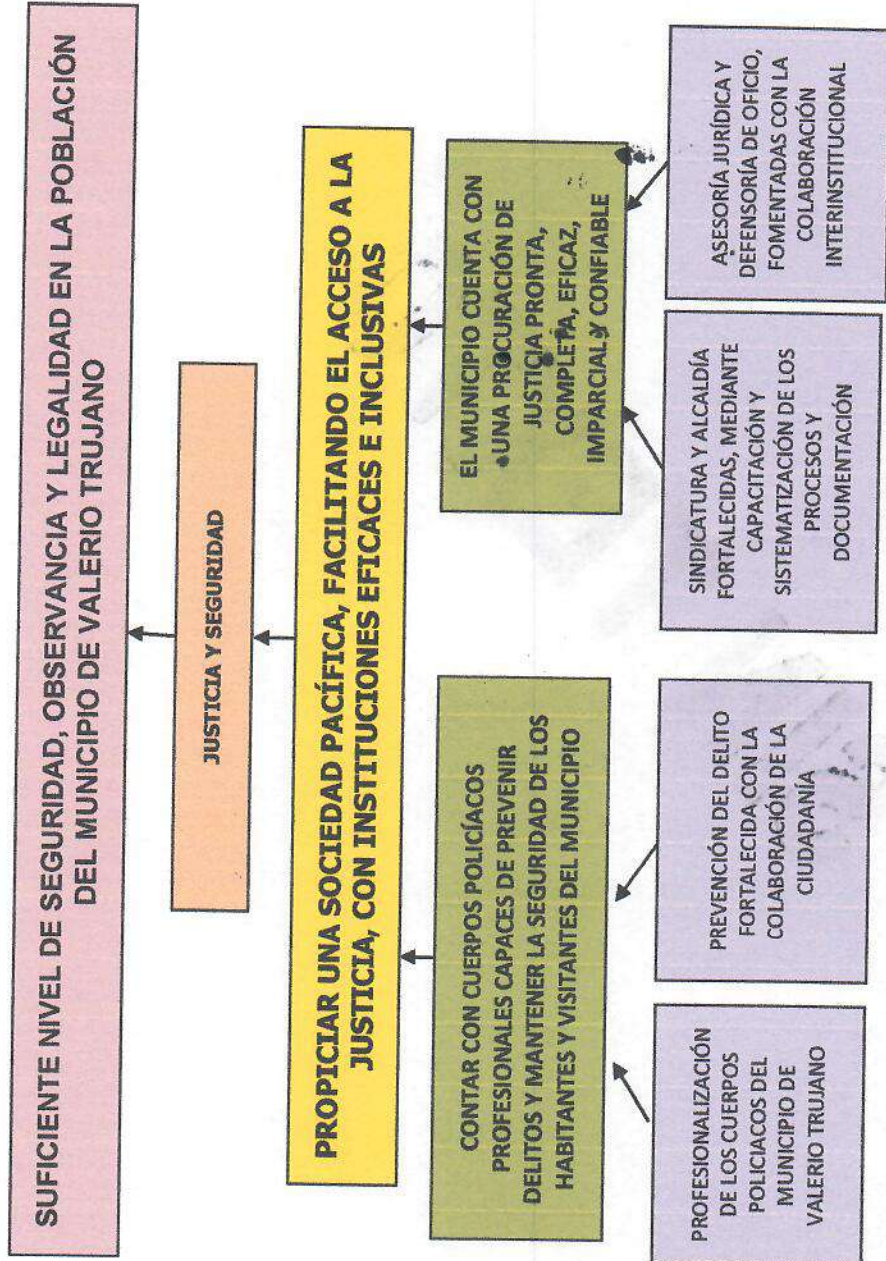 SUFICIENTE NIVEL DE SEGURIDAD, OBSERVANCIA Y LEGALIDAD EN LA POBLACIÓN
DEL MUNICIPIO DE VALERIO TRUJANO
JUSTICIA Y SEGURIDAD
PROPICIAR UNA SOCIEDAD PACÍFICA, FACILITANDO EL ACCESO A LA
JUSTICIA, CON INSTITUCIONES EFICACES E INCLUSIVAS
CONTAR CON CUERPOS POLICÍACOS
PROFESIONALES CAPACES DE PREVENIR
DELITOS Y MANTENER LA SEGURIDAD DE LOS
HABITANTES Y VISITANTES DEL MUNICIPIO
EL MUNICIPIO CUENTA CON
UNA PROCURACIÓN DE
JUSTICIA PRONTA,
COMPLETA, EFICAZ,
IMPARCIAL Y CONFIABLE
PROFESIONALIZACIÓN
DE LOS CUERPOS
POLICIACOS DEL
MUNICIPIO DE
VALERIO TRUJANO
PREVENCIÓN DEL DELITO
FORTALECIDA CON LA
COLABORACIÓN DE LA
CIUDADANÍA
SINDICATURA Y ALCALDÍA
FORTALECIDAS, MEDIANTE
CAPACITACIÓN Y
SISTEMATIZACIÓN DE LOS
PROCESOS Y
DOCUMENTACIÓN
ASESORÍA JURÍDICA Y
DEFENSORÍA DE OFICIO,
FOMENTADAS CON LA
COLABORACIÓN
INTERINSTITUCIONAL